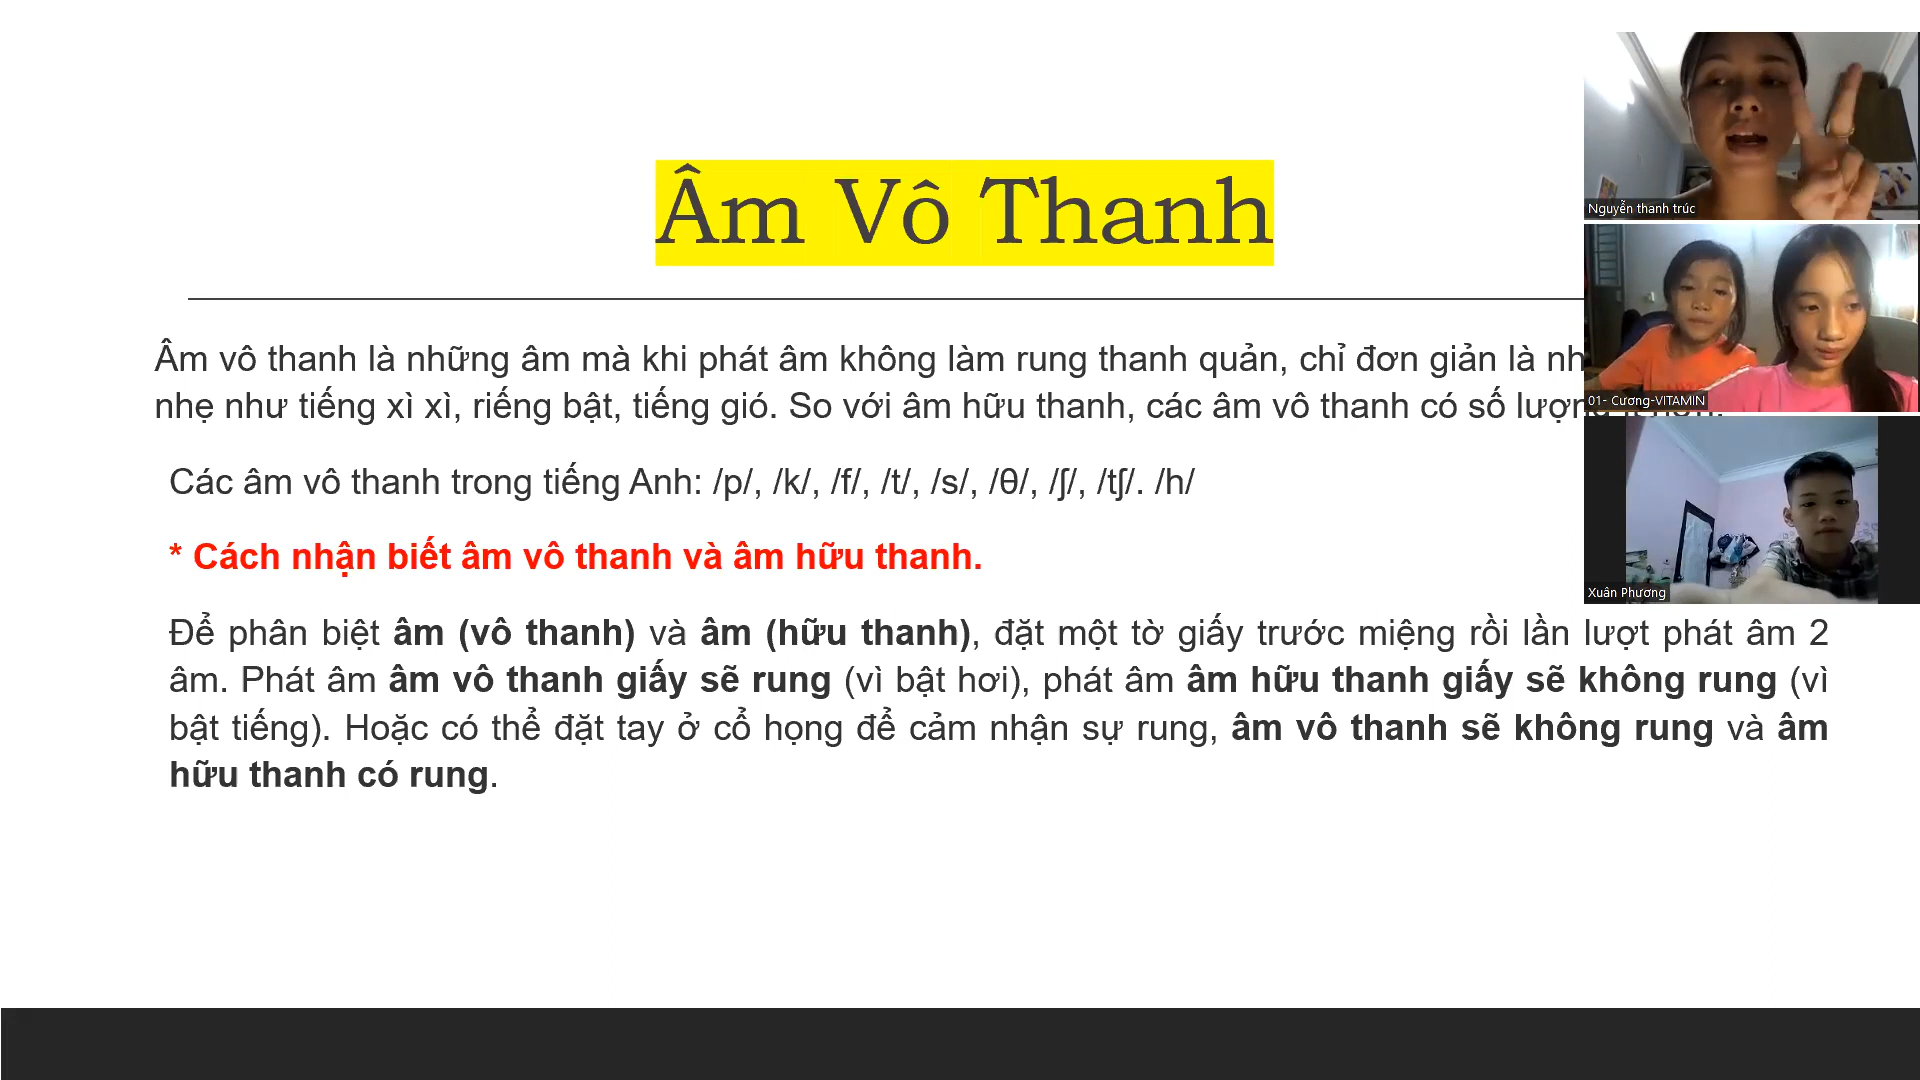 Âm Vô Thanh
Âm vô thanh là những âm mà khi phát âm không làm rung thanh quản, chỉ đơn giản là
nhẹ như tiếng xì xì, riếng bật, tiếng gió. So với âm hữu thanh, các âm vô thanh có số lượng
Các âm vô thanh trong tiếng Anh: /p/, /k/, /f/, /t/, /s/, /θ/, /ʃ/, /tʃ/. /h/
* Cách nhận biết âm vô thanh và âm hữu thanh.
Để phân biệt âm (vô thanh) và âm (hữu thanh), đặt một tờ giấy trước miệng rồi lần lượt phát âm 2
âm. Phát âm âm vô thanh giấy sẽ rung (vì bật hơi), phát âm âm hữu thanh giấy sẽ không rung (vì
bật tiếng). Hoặc có thể đặt tay ở cổ họng để cảm nhận sự rung, âm vô thanh sẽ không rung và âm
hữu thanh có rung.
Nguyễn thanh trúc
01- Cương-VITAMIN
Xuân Phương